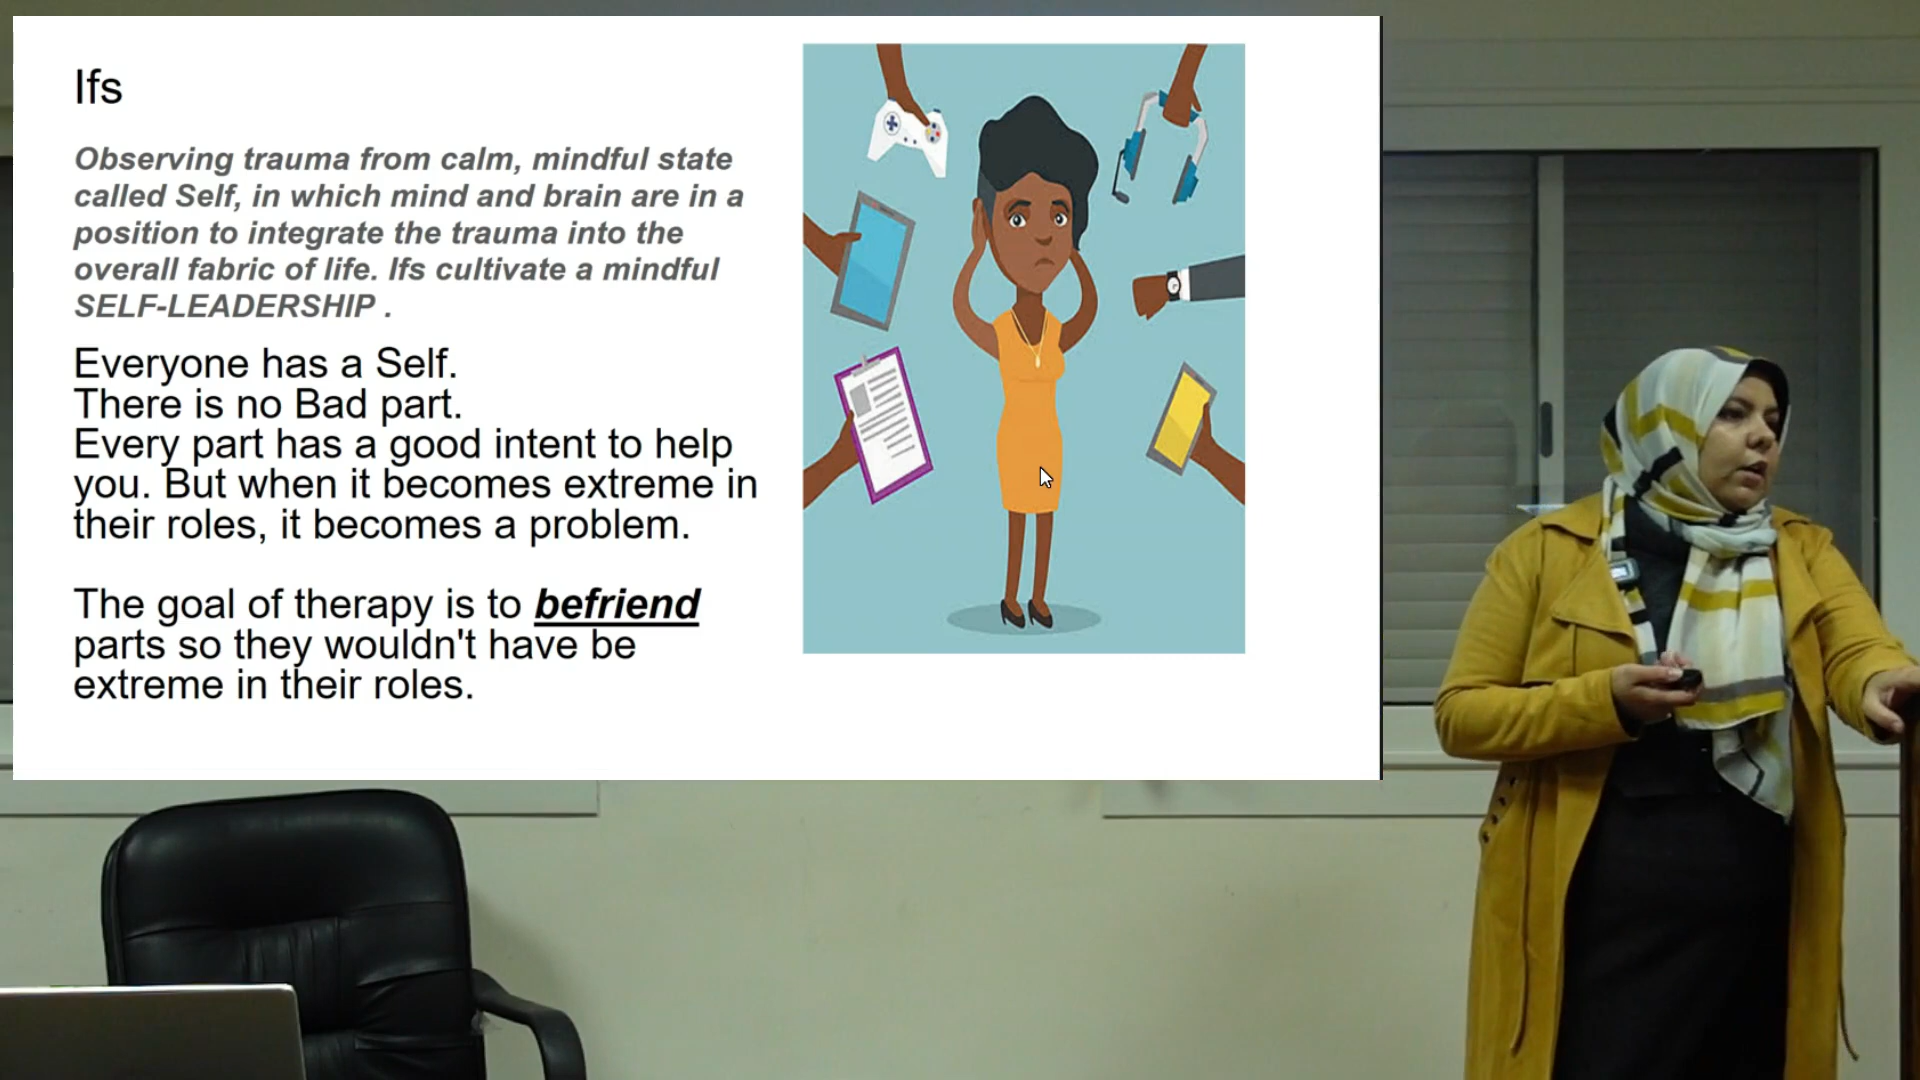 Ifs
Observing trauma from calm, mindful state
called Self, in which mind and brain are in a
position to integrate the trauma into the
overall fabric of life. Ifs cultivate a mindful
SELF-LEADERSHIP .
Everyone has a Self.
There is no Bad part.
Every part has a good intent to help
you. But when it becomes extreme in
their roles, it becomes a problem.
The goal of therapy is to befriend
parts so they wouldn't have be
extreme in their roles.